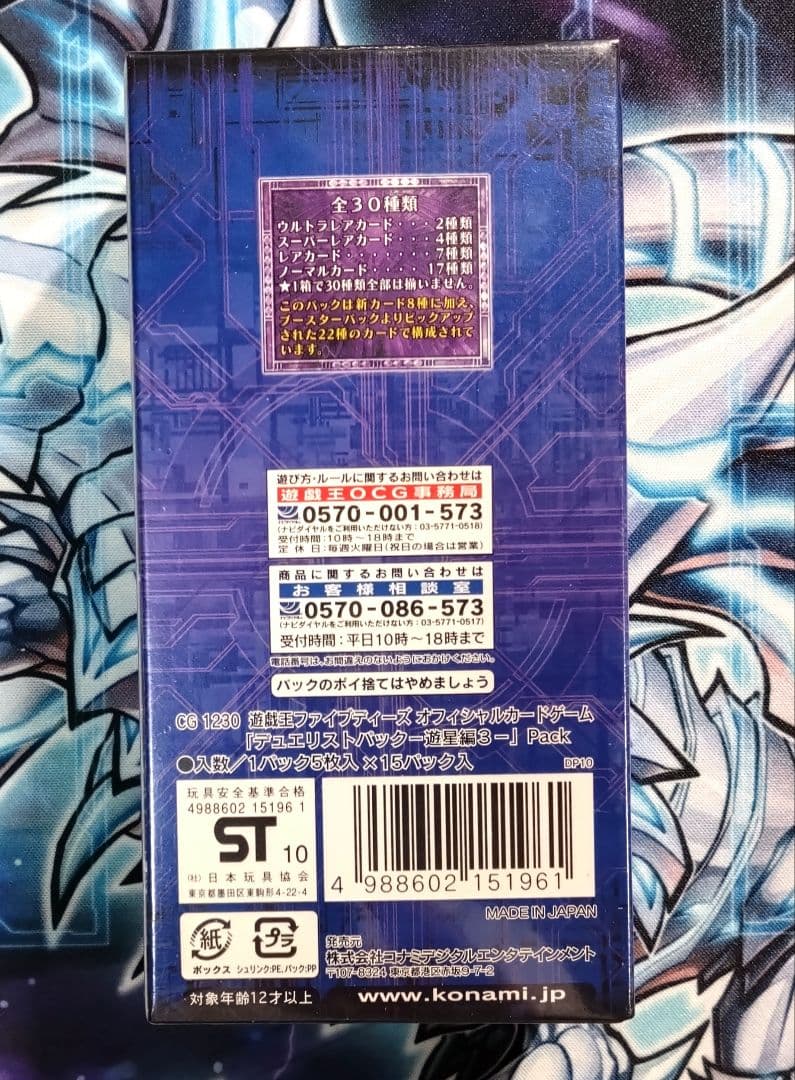 全30種類
ウルトラレアカード・・・2種類
スーパーレアカード・・・4種類
レアカード・・・・・・・7種類
ノーマルカード・・・・17種類
★1箱で30種類全部は揃いません。
このパックは新カード8種に加え、
ブースターパックよりピックアップ
された22種のカードで構成されて
います。
遊び方・ルールに関するお問い合わせは
遊戯王OCG事務局
0570-001-573
(ナビダイヤルをご利用いただけない方:03-5771-0518)
受付時間:10時～18時まで
定休日:毎週火曜日(祝日の場合は営業)
商品に関するお問い合わせは
お客様相談室
0570-086-573
(ナビダイヤルをご利用いただけない方:03-5771-0517)
受付時間:平日10時～18時まで
電話番号は、お間違えのないようにおかけください。
パックのポイ捨てはやめましょう
CG 1230 遊戯王ファイブディーズ オフィシャルカードゲーム
「デュエリストパック－遊星編3－」Pack
●入数/1パック5枚入×15パック入 DP10
玩具安全基準合格
4988602 15196 1
ST 10
(社)日本玩具協会
東京都墨田区東駒形4-22-4
4 988602 151961
MADE IN JAPAN
紙
ボックス
プラ
シュリンク:PE、パック:PP
発売元
株式会社コナミデジタルエンタテインメント
〒107-8324 東京都港区赤坂9-7-2
対象年齢12才以上
www.konami.jp